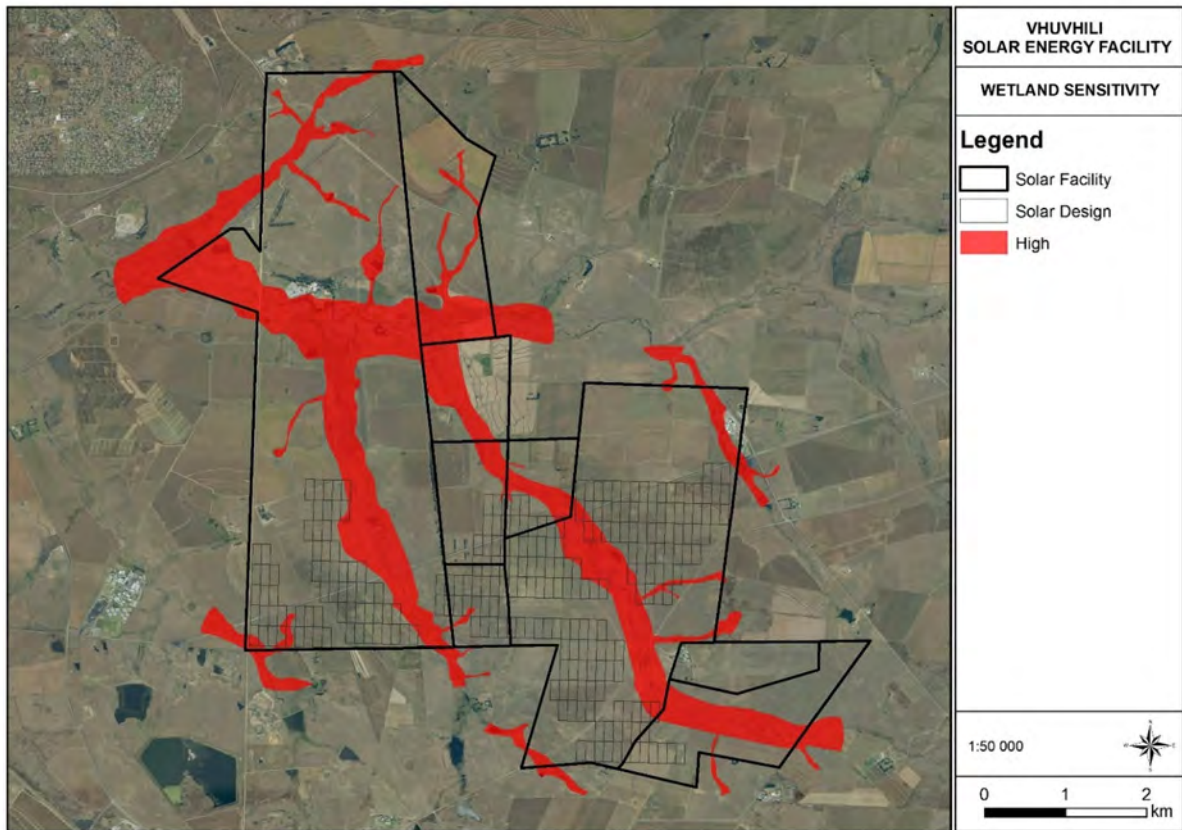 VHUVHILI
SOLAR ENERGY FACILITY
WETLAND SENSITIVITY
Legend
Solar Facility
Solar Design
High
1:50 000
0 1 2
km